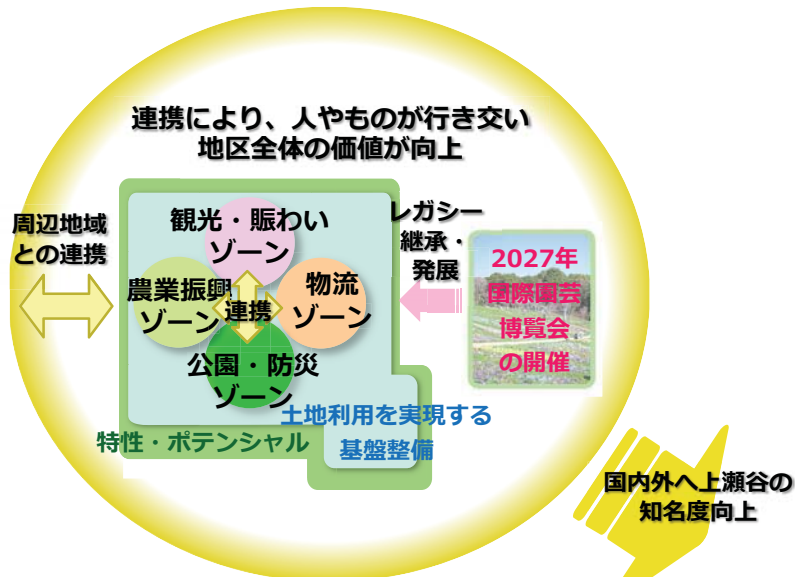 連携により、人やものが行き交い
地区全体の価値が向上
周辺地域
との連携
観光・賑わい
ゾーン
農業振興
ゾーン
連携
物流
ゾーン
公園・防災
ゾーン
レガシー
継承・
発展
2027年
国際園芸
博覧会
の開催
土地利用を実現する
基盤整備
特性・ポテンシャル
国内外へ上瀬谷の
知名度向上